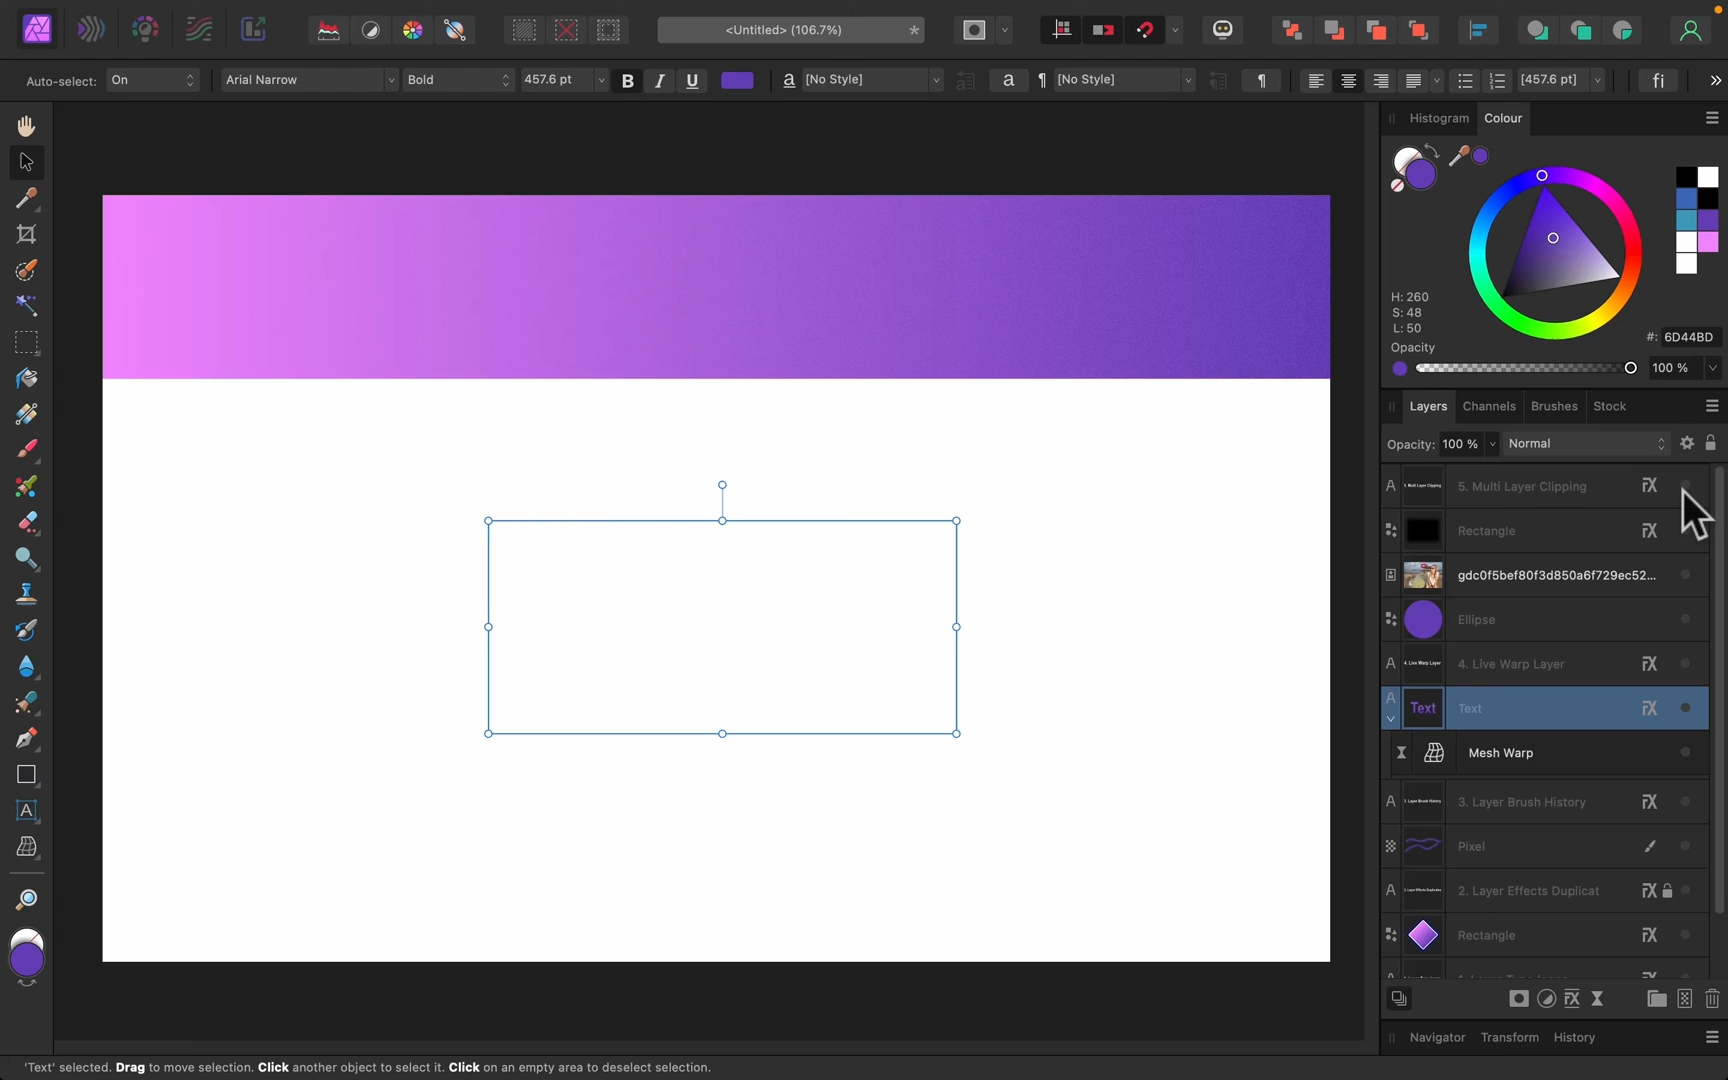 <Untitled> (106.7%)
*
Auto-select: On
Arial Narrow
Bold
457.6 pt
B I U
a [No Style]
a
¶ [No Style]
¶
[457.6 pt]
fi
»
Histogram Colour
H: 260
S: 48
L: 50
#: 6D44BD
Opacity
100 %
Layers Channels Brushes Stock
Opacity: 100 % Normal
A 5. Multi Layer Clipping
Rectangle
gdc0f5bef80f3d850a6f729ec52...
Ellipse
A 4. Live Warp Layer
A Text Text
Mesh Warp
A 3. Layer Brush History
Pixel
A 2. Layer Effects Duplicat
Rectangle
Navigator Transform History
'Text' selected. Drag to move selection. Click another object to select it. Click on an empty area to deselect selection.